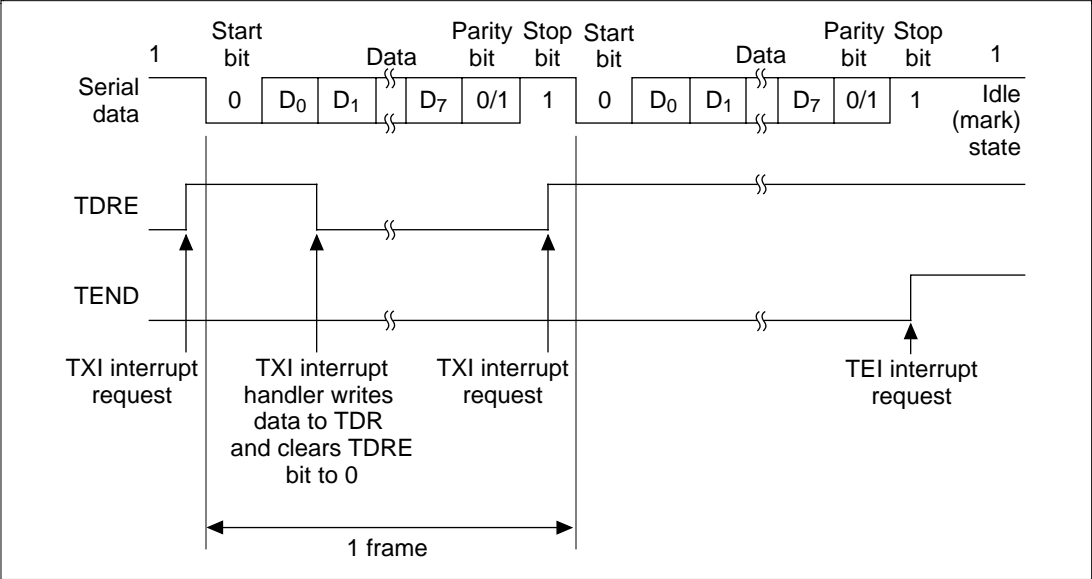 Start Parity Stop Start Parity Stop
1 bit Data bit bit bit Data bit bit 1
Serial
data
0 D0 D1 D7 0/1 1 0 D0 D1 D7 0/1 1
Idle
(mark)
state
TDRE
TEND
TXI interrupt
request
TXI interrupt
handler writes
data to TDR
and clears TDRE
bit to 0
TXI interrupt
request
TEI interrupt
request
1 frame